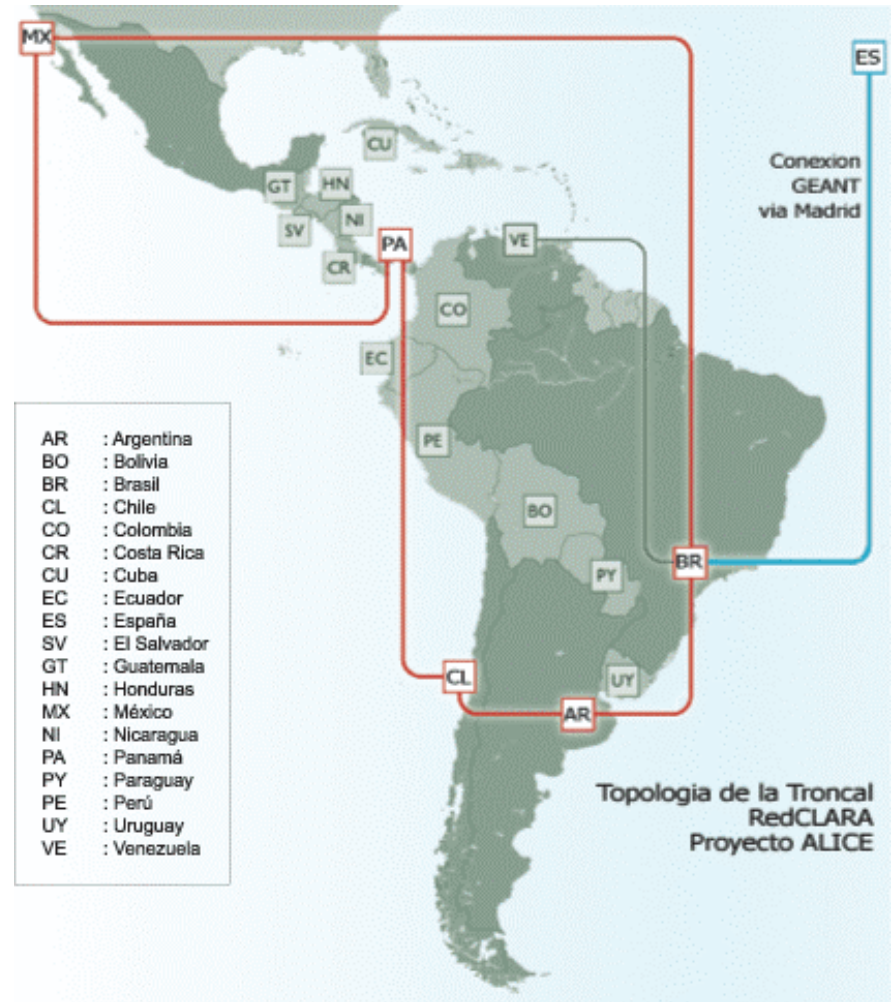 MX
ES
CU
Conexion
GEANT
via Madrid
GT
HN
NI
SV
PA
VE
CR
CO
EC
PE
BO
BR
PY
CL
UY
AR
AR : Argentina
BO : Bolivia
BR : Brasil
CL : Chile
CO : Colombia
CR : Costa Rica
CU : Cuba
EC : Ecuador
ES : España
SV : El Salvador
GT : Guatemala
HN : Honduras
MX : México
NI : Nicaragua
PA : Panamá
PY : Paraguay
PE : Perú
UY : Uruguay
VE : Venezuela
Topologia de la Troncal
RedCLARA
Proyecto ALICE